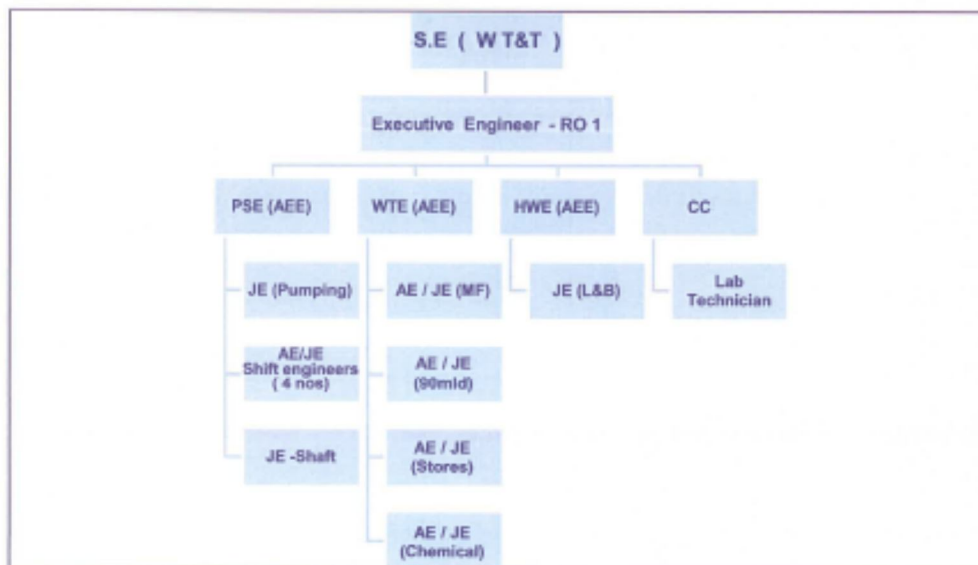 S.E ( W T&T )
Executive Engineer - RO 1
PSE (AEE)
WTE (AEE)
HWE (AEE)
CC
JE (Pumping)
AE / JE (MF)
JE (L&B)
Lab
Technician
AE/JE
Shift engineers
( 4 nos)
AE / JE
(90mld)
JE -Shaft
AE / JE
(Stores)
AE / JE
(Chemical)